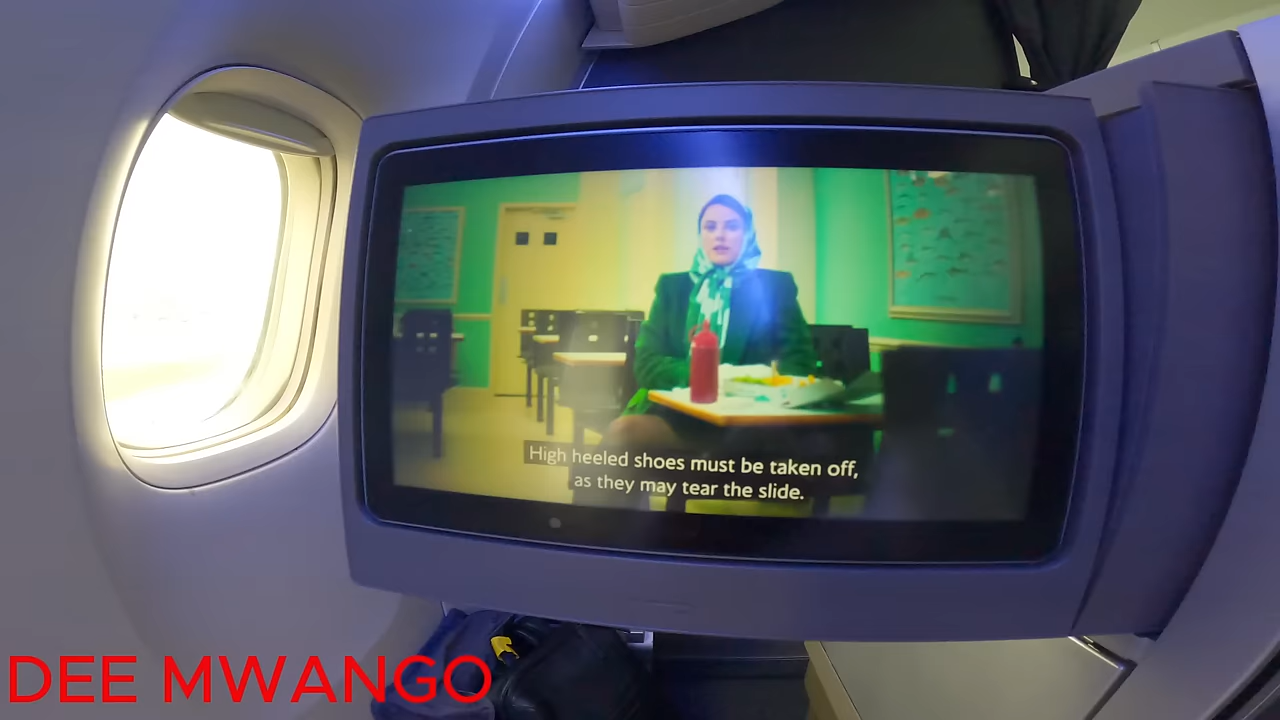 High heeled shoes must be taken off,
as they may tear the slide.
DEE MWANGO